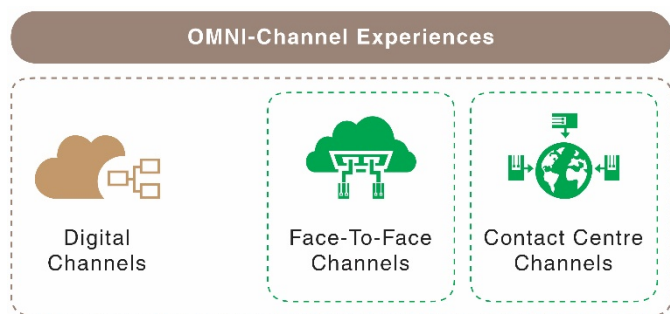 OMNI-Channel Experiences
Digital
Channels
Face-To-Face
Channels
Contact Centre
Channels